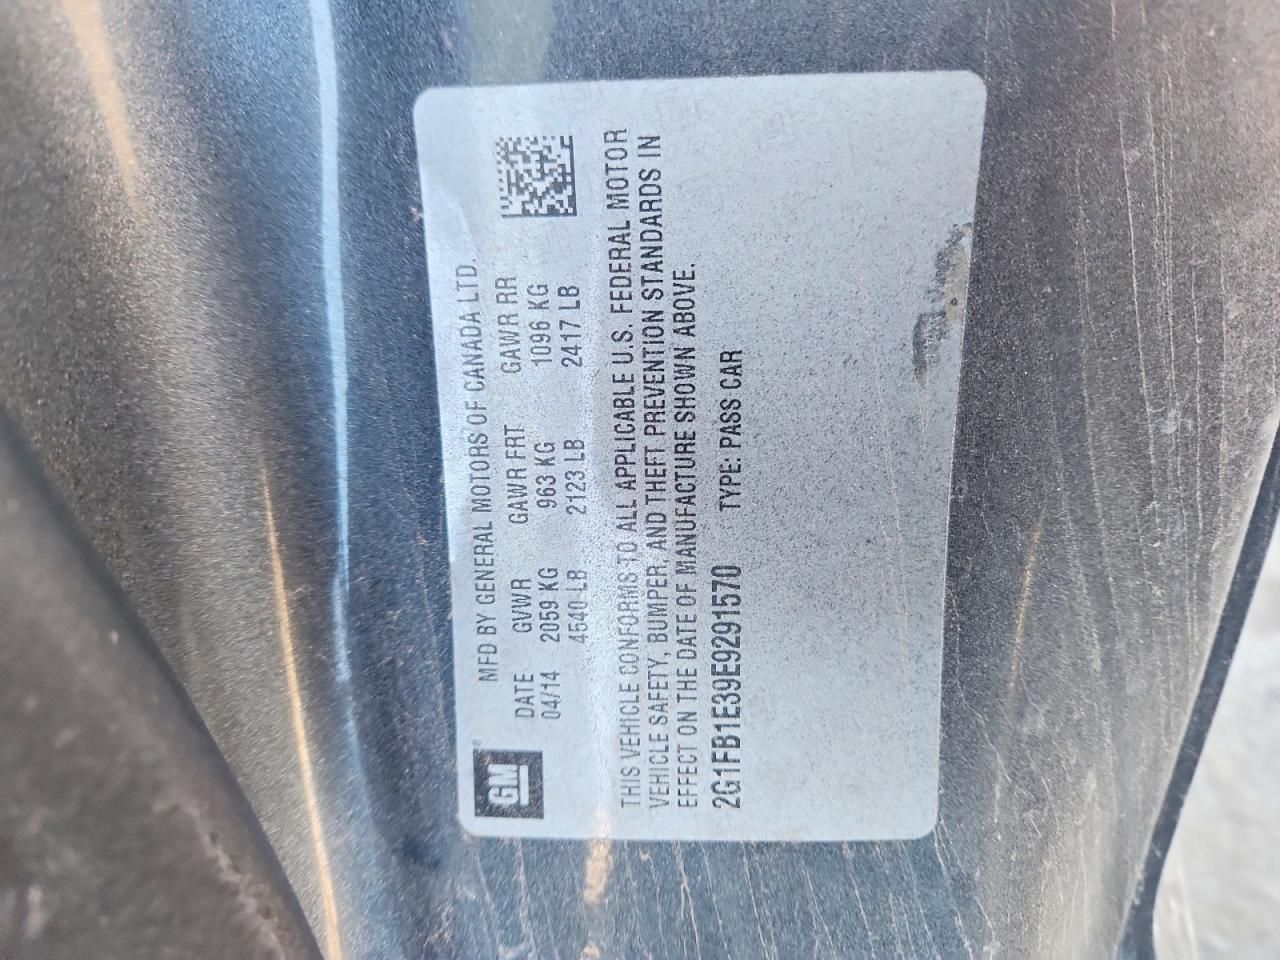 GM
MFD BY GENERAL MOTORS OF CANADA LTD.
DATE GVWR GAWR FRT GAWR RR
04/14 2059 KG 963 KG 1096 KG
4540 LB 2123 LB 2417 LB
THIS VEHICLE CONFORMS TO ALL APPLICABLE U.S. FEDERAL MOTOR
VEHICLE SAFETY, BUMPER, AND THEFT PREVENTION STANDARDS IN
EFFECT ON THE DATE OF MANUFACTURE SHOWN ABOVE.
2G1FB1E39E9291570 TYPE: PASS CAR